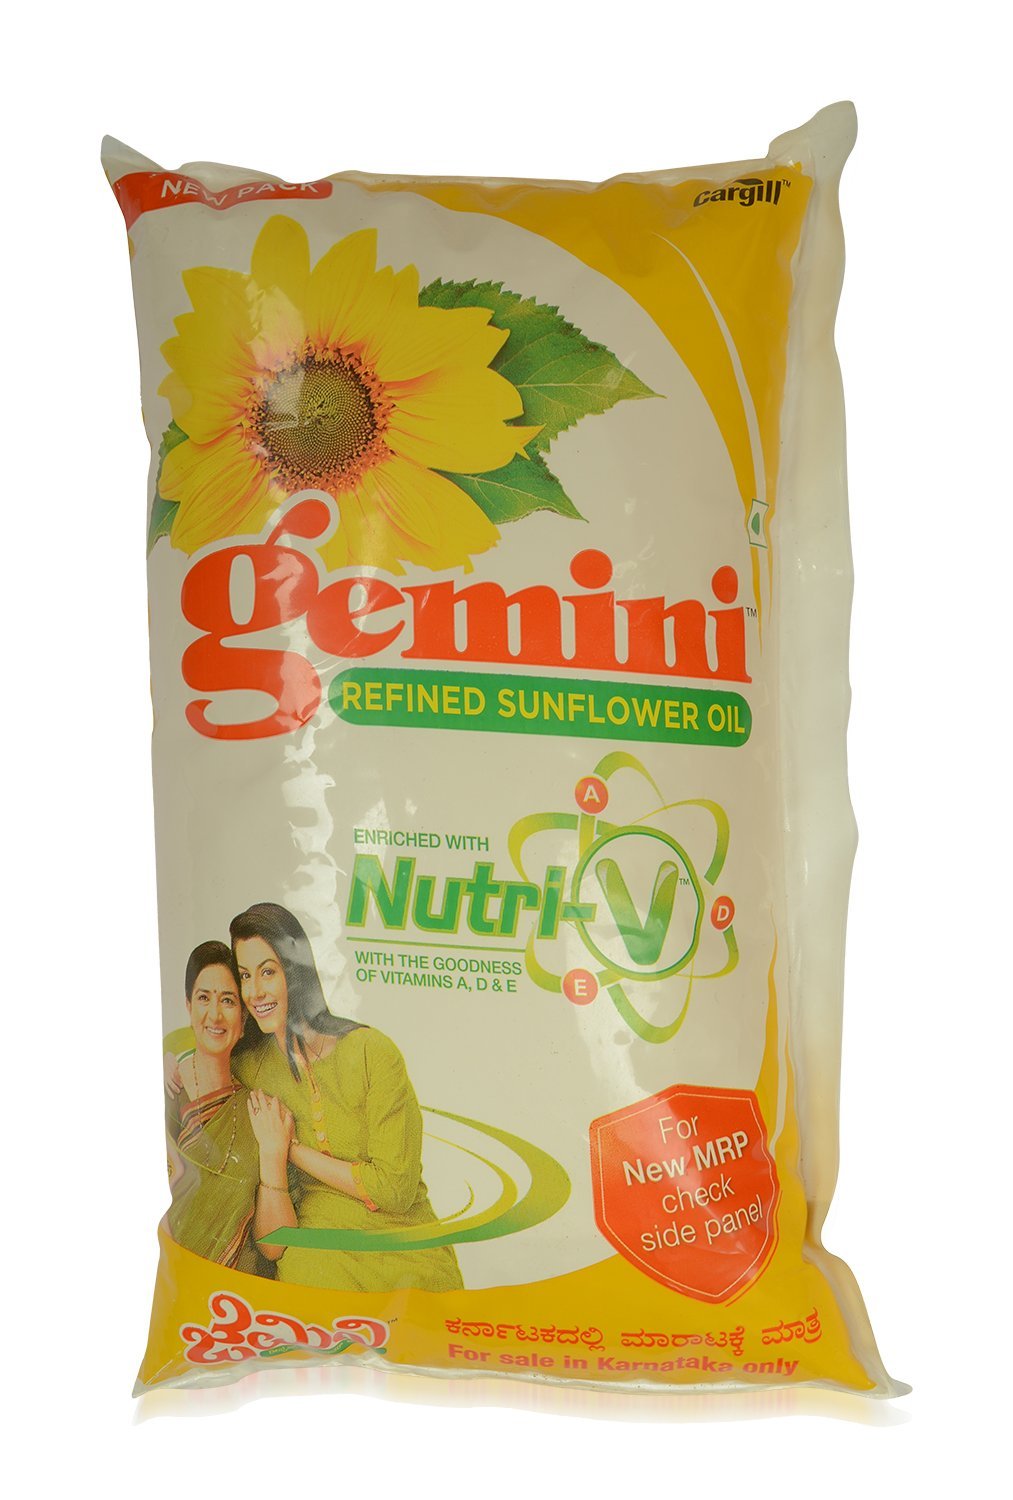 NEW PACK
cargill™
gemini™
REFINED SUNFLOWER OIL
ENRICHED WITH
Nutri-V™
A
D
E
WITH THE GOODNESS
OF VITAMINS A, D & E
For
New MRP
check
side panel
ಜೆಮಿನಿ™
ಕರ್ನಾಟಕದಲ್ಲಿ ಮಾರಾಟಕ್ಕೆ ಮಾತ್ರ
For sale in Karnataka only